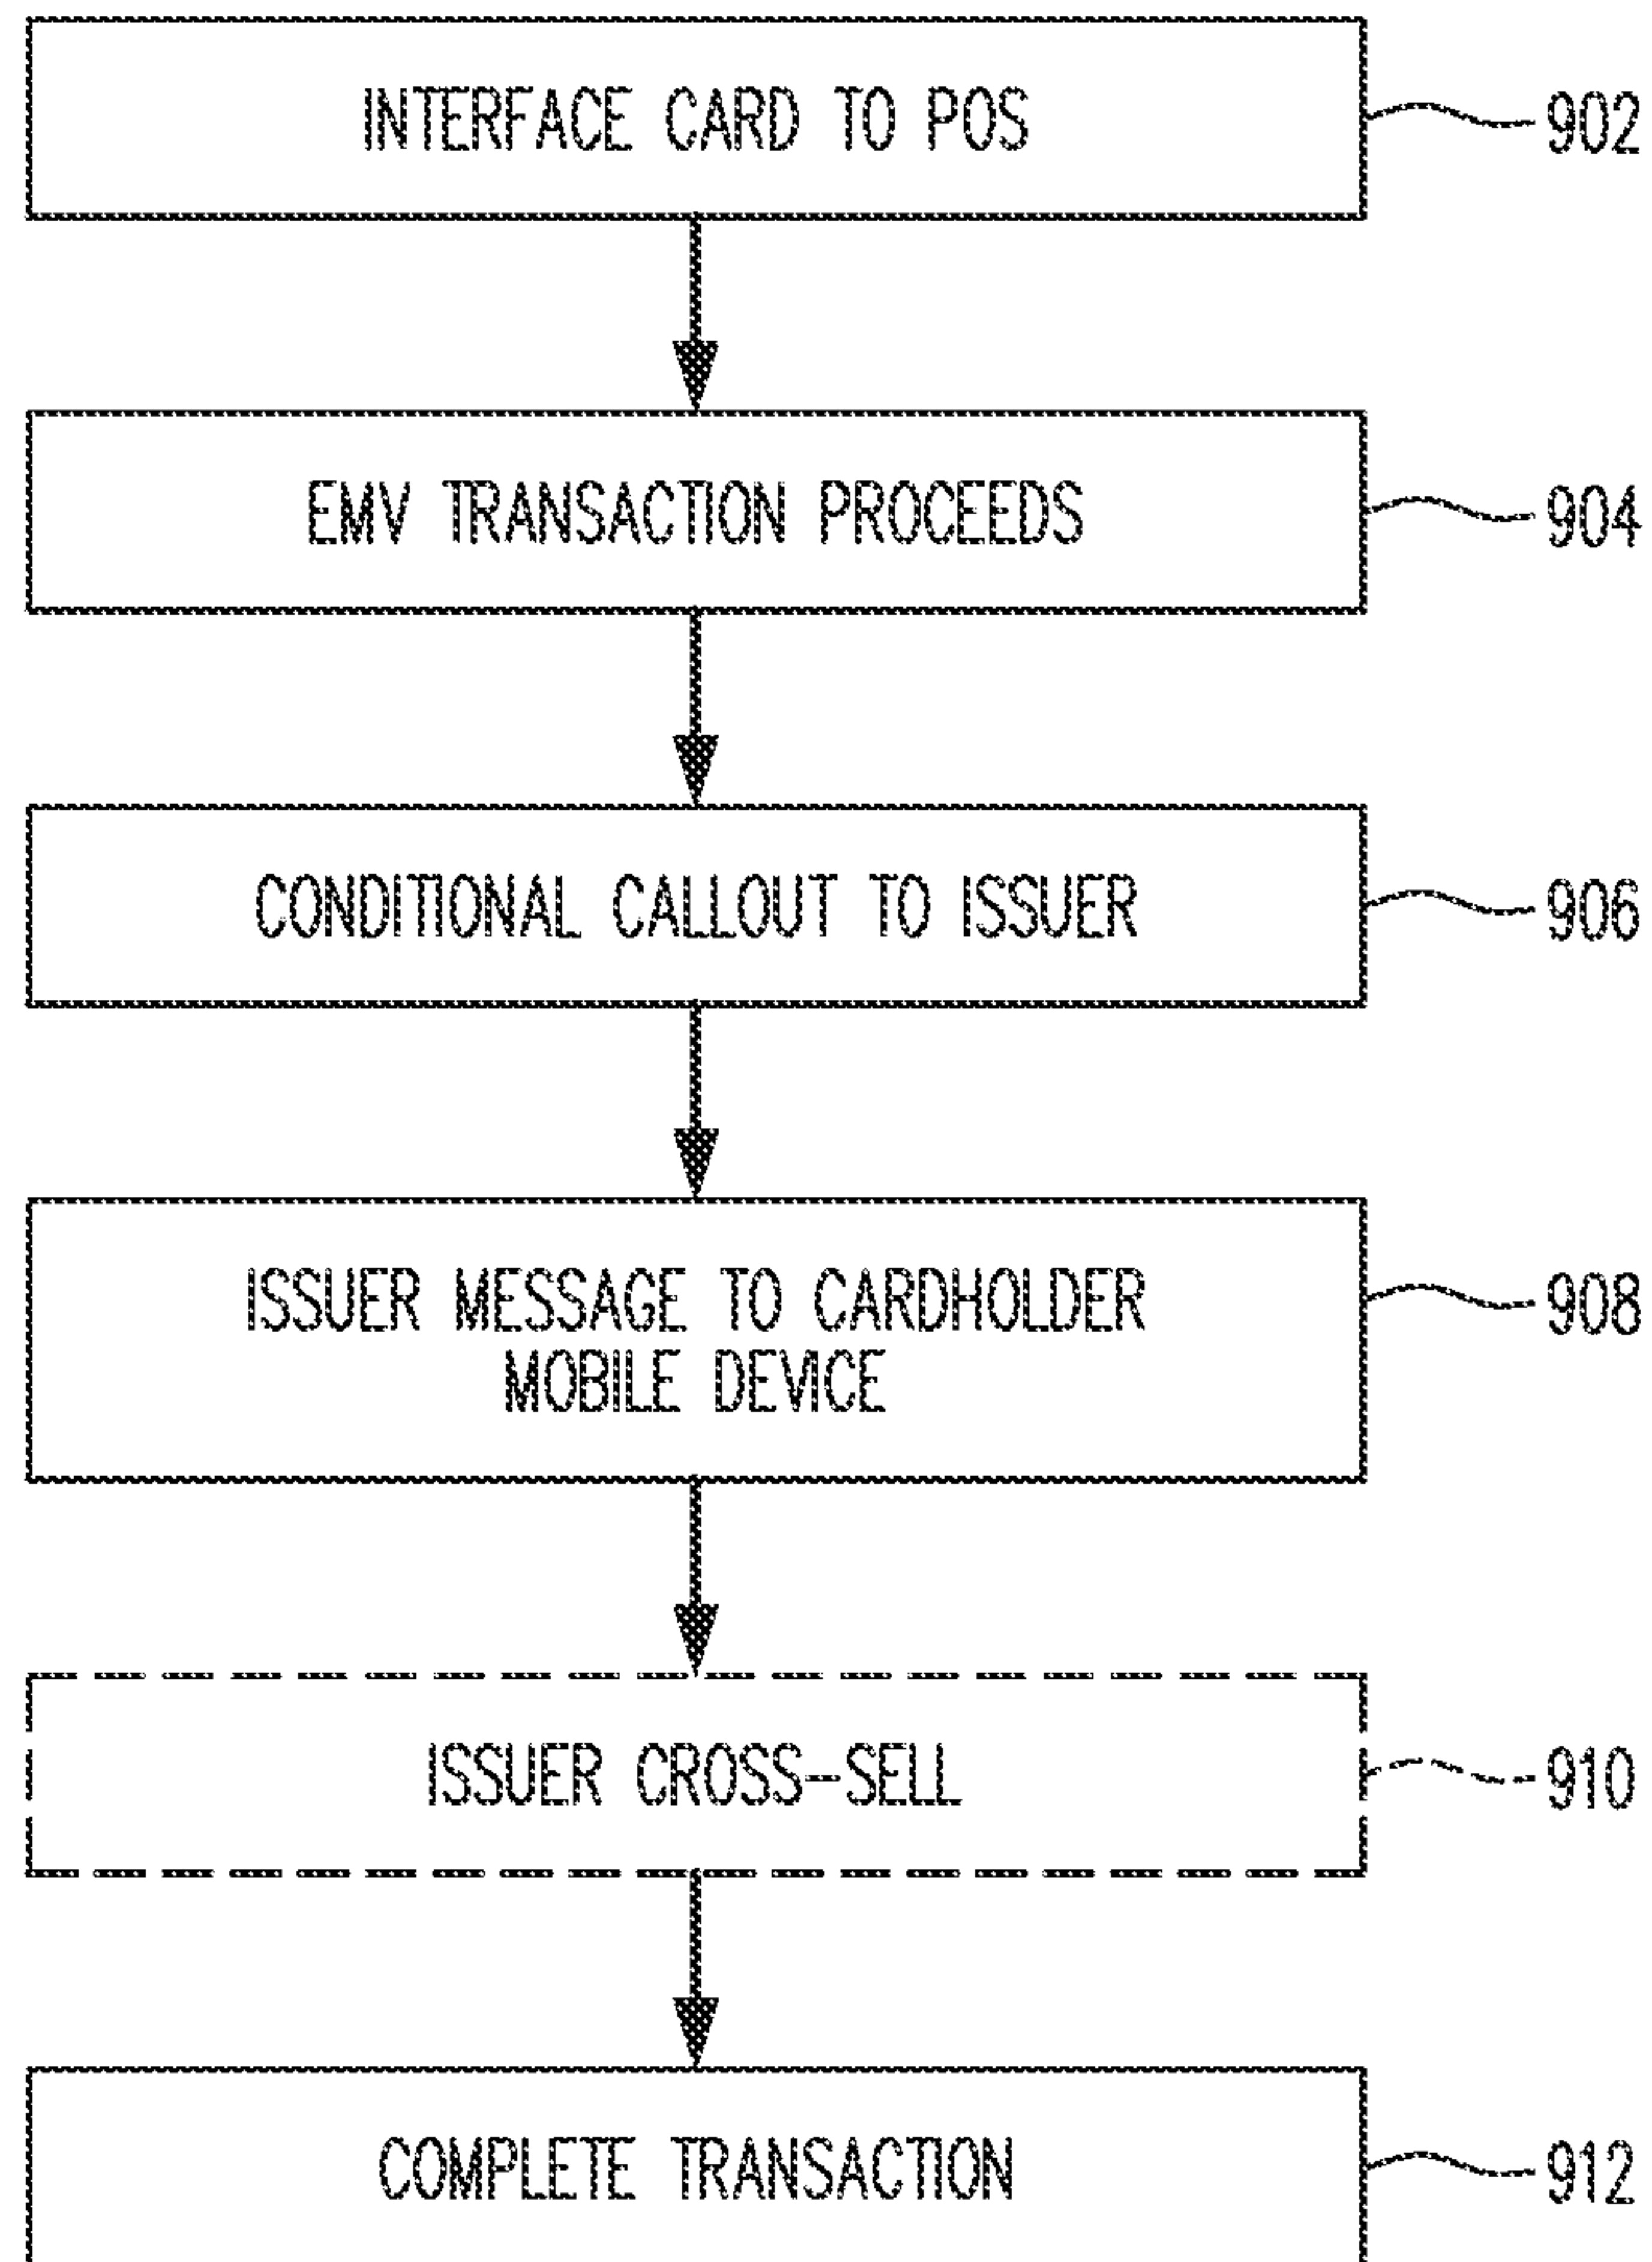 INTERFACE CARD TO POS
902
EMV TRANSACTION PROCEEDS
904
CONDITIONAL CALLOUT TO ISSUER
906
ISSUER MESSAGE TO CARDHOLDER
MOBILE DEVICE
908
ISSUER CROSS-SELL
910
COMPLETE TRANSACTION
912